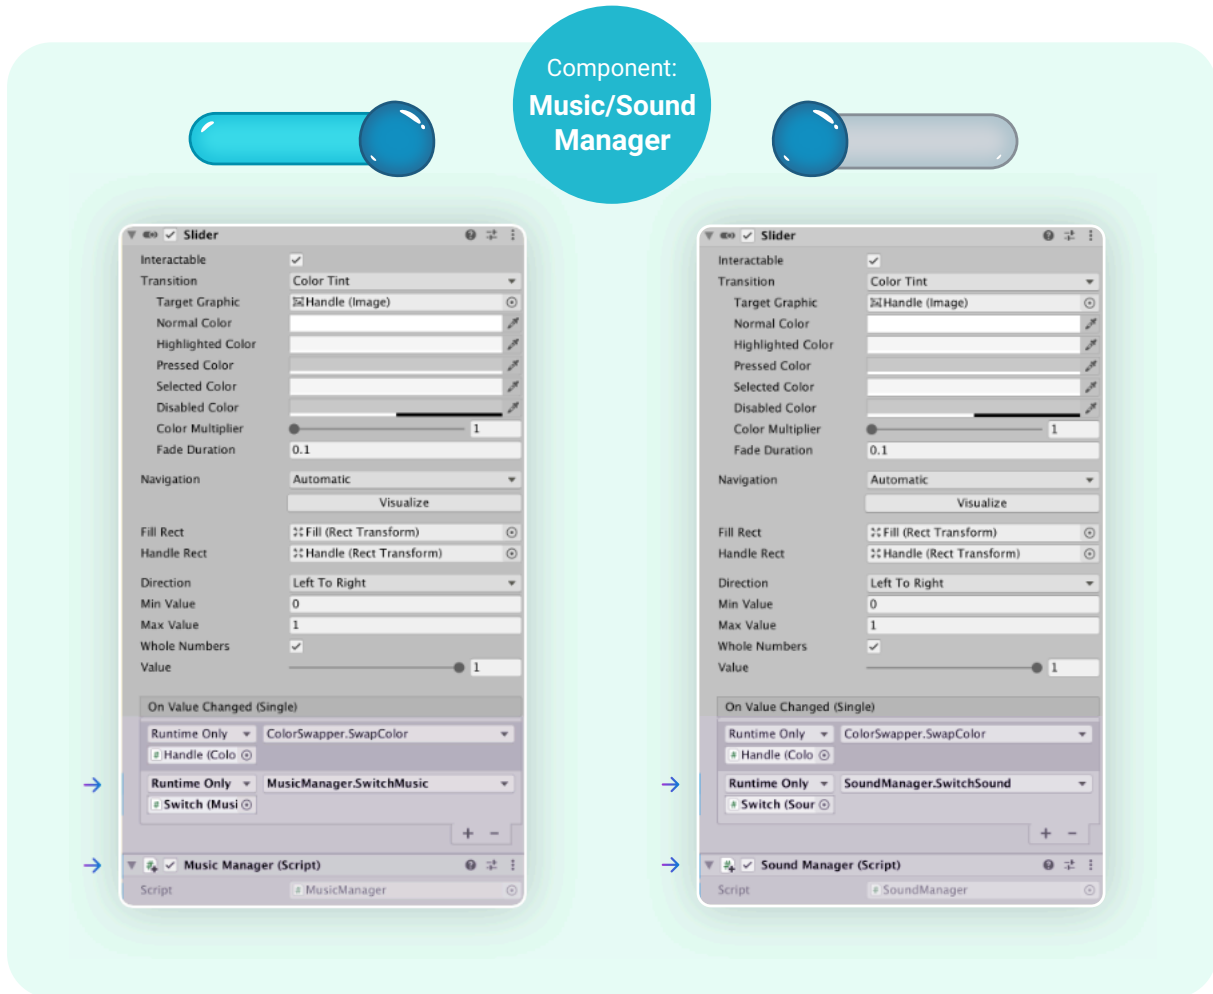 Component:
Music/Sound
Manager
Slider
Interactable
Transition Color Tint
Target Graphic Handle (Image)
Normal Color
Highlighted Color
Pressed Color
Selected Color
Disabled Color
Color Multiplier 1
Fade Duration 0.1
Navigation Automatic
Visualize
Fill Rect Fill (Rect Transform)
Handle Rect Handle (Rect Transform)
Direction Left To Right
Min Value 0
Max Value 1
Whole Numbers
Value 1
On Value Changed (Single)
Runtime Only ColorSwapper.SwapColor
# Handle (Colo
Runtime Only MusicManager.SwitchMusic
# Switch (Musi
+ −
# Music Manager (Script)
Script # MusicManager
Slider
Interactable
Transition Color Tint
Target Graphic Handle (Image)
Normal Color
Highlighted Color
Pressed Color
Selected Color
Disabled Color
Color Multiplier 1
Fade Duration 0.1
Navigation Automatic
Visualize
Fill Rect Fill (Rect Transform)
Handle Rect Handle (Rect Transform)
Direction Left To Right
Min Value 0
Max Value 1
Whole Numbers
Value 1
On Value Changed (Single)
Runtime Only ColorSwapper.SwapColor
# Handle (Colo
Runtime Only SoundManager.SwitchSound
# Switch (Sour
+ −
# Sound Manager (Script)
Script # SoundManager